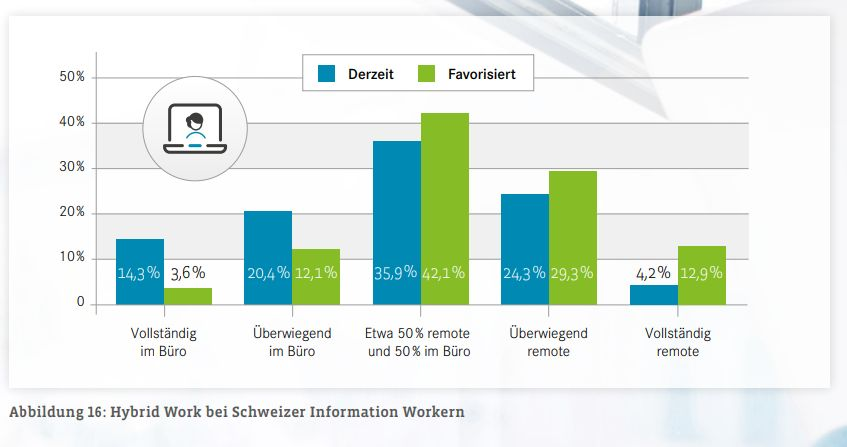 Derzeit Favorisiert
50%
40%
30%
20%
10%
0
14,3% 3,6% 20,4% 12,1% 35,9% 42,1% 24,3% 29,3% 4,2% 12,9%
Vollständig
im Büro
Überwiegend
im Büro
Etwa 50% remote
und 50% im Büro
Überwiegend
remote
Vollständig
remote
Abbildung 16: Hybrid Work bei Schweizer Information Workern